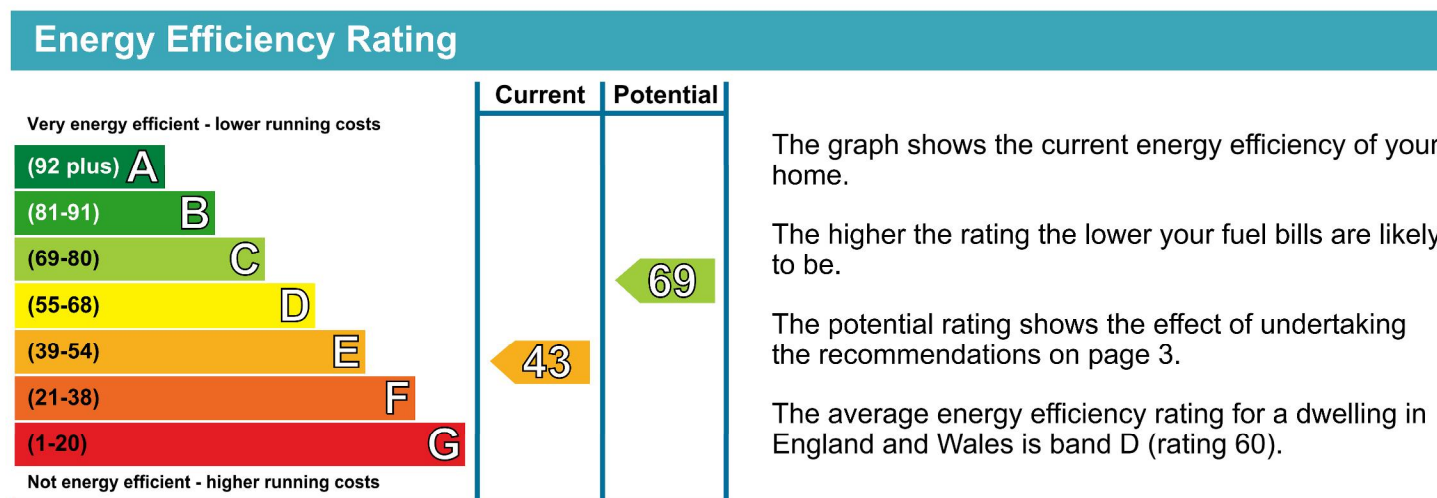 Energy Efficiency Rating
Current Potential
Very energy efficient - lower running costs
(92 plus) A
(81-91) B
(69-80) C
69
(55-68) D
(39-54) E
43
(21-38) F
(1-20) G
Not energy efficient - higher running costs
The graph shows the current energy efficiency of your
home.
The higher the rating the lower your fuel bills are likely
to be.
The potential rating shows the effect of undertaking
the recommendations on page 3.
The average energy efficiency rating for a dwelling in
England and Wales is band D (rating 60).